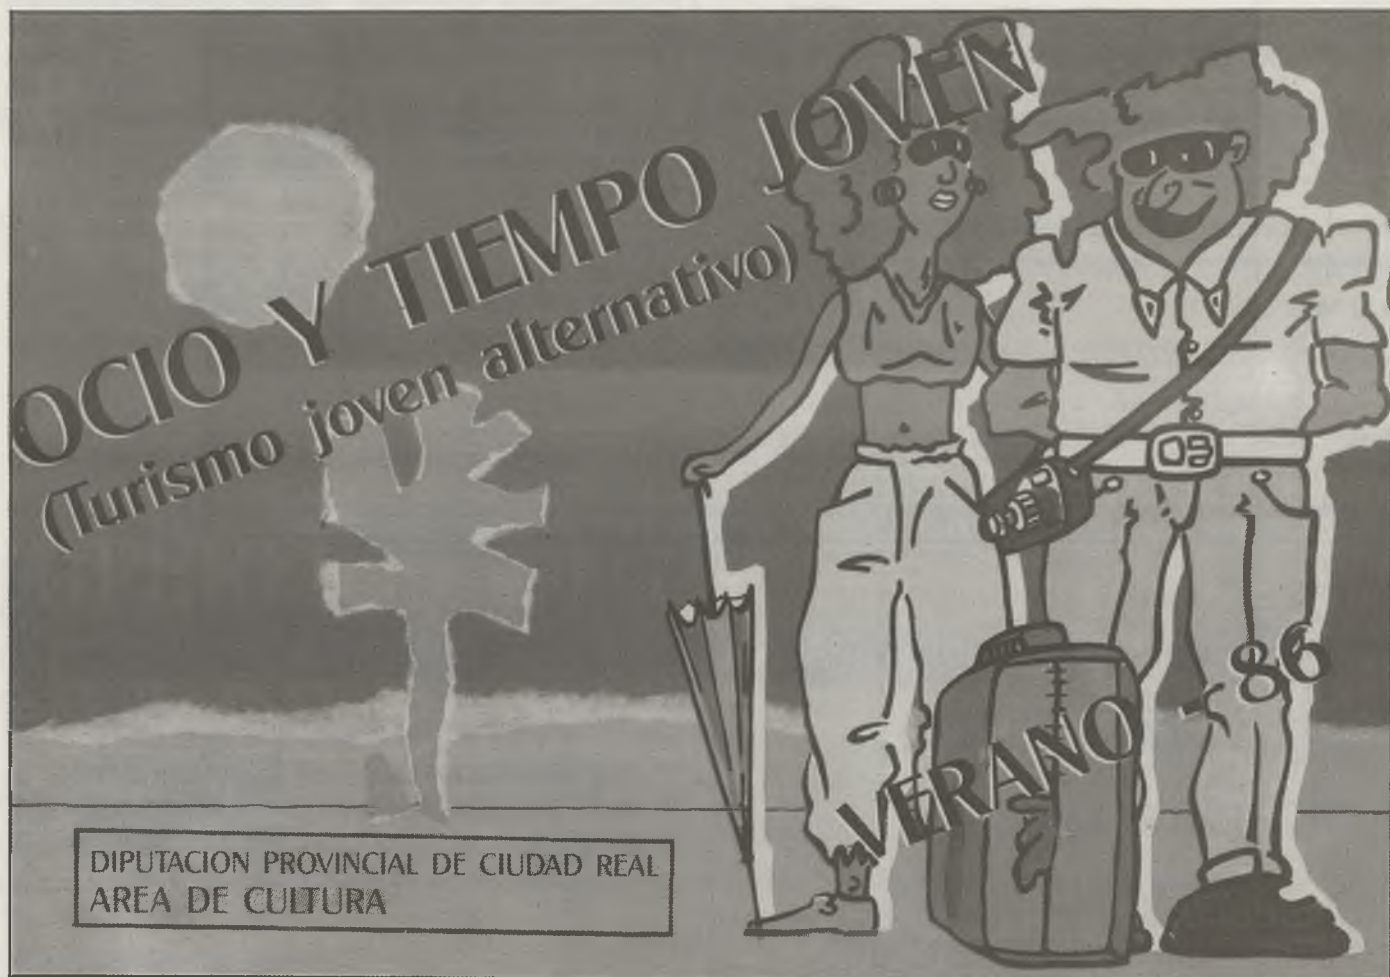 OCIO Y TIEMPO JOVEN
(Turismo joven alternativo)
VERANO - 86
DIPUTACION PROVINCIAL DE CIUDAD REAL
AREA DE CULTURA